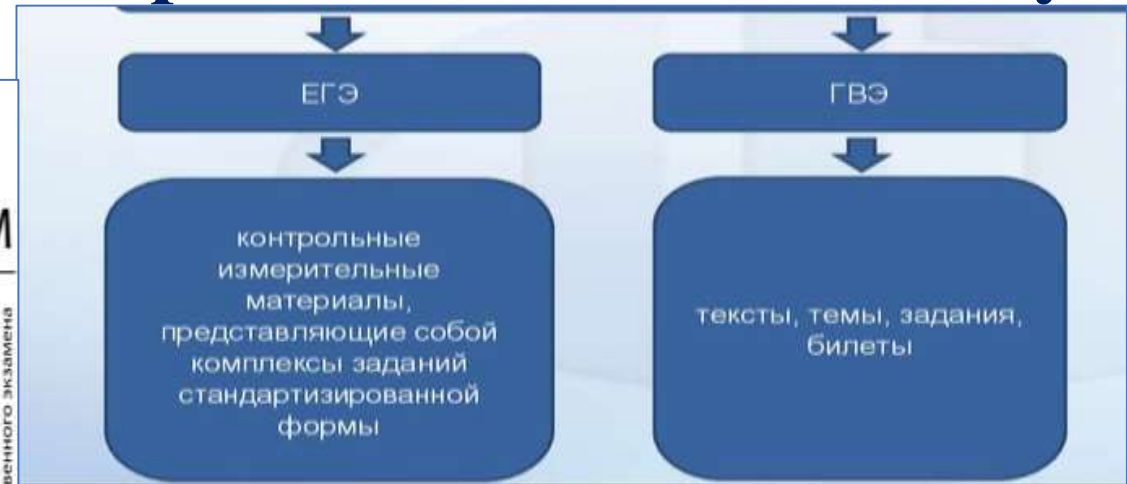 ЕГЭ
ГВЭ
контрольные
измерительные
материалы,
представляющие собой
комплексы заданий
стандартизированной
формы
тексты, темы, задания,
билеты